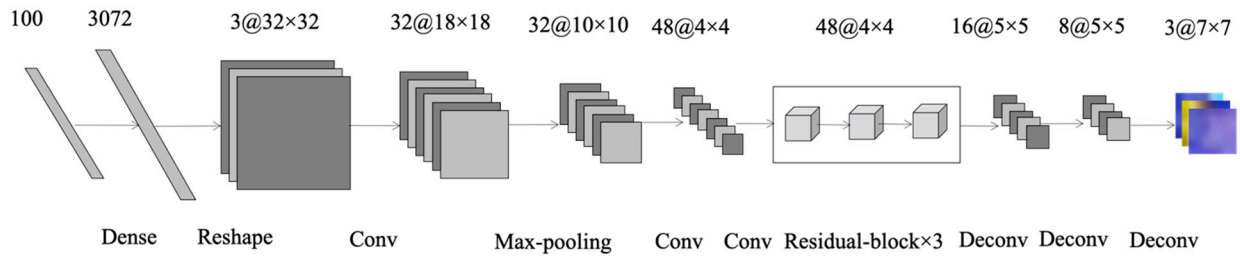 100 3072 3@32×32 32@18×18 32@10×10 48@4×4 48@4×4 16@5×5 8@5×5 3@7×7
Dense Reshape Conv Max-pooling Conv Conv Residual-block×3 Deconv Deconv Deconv